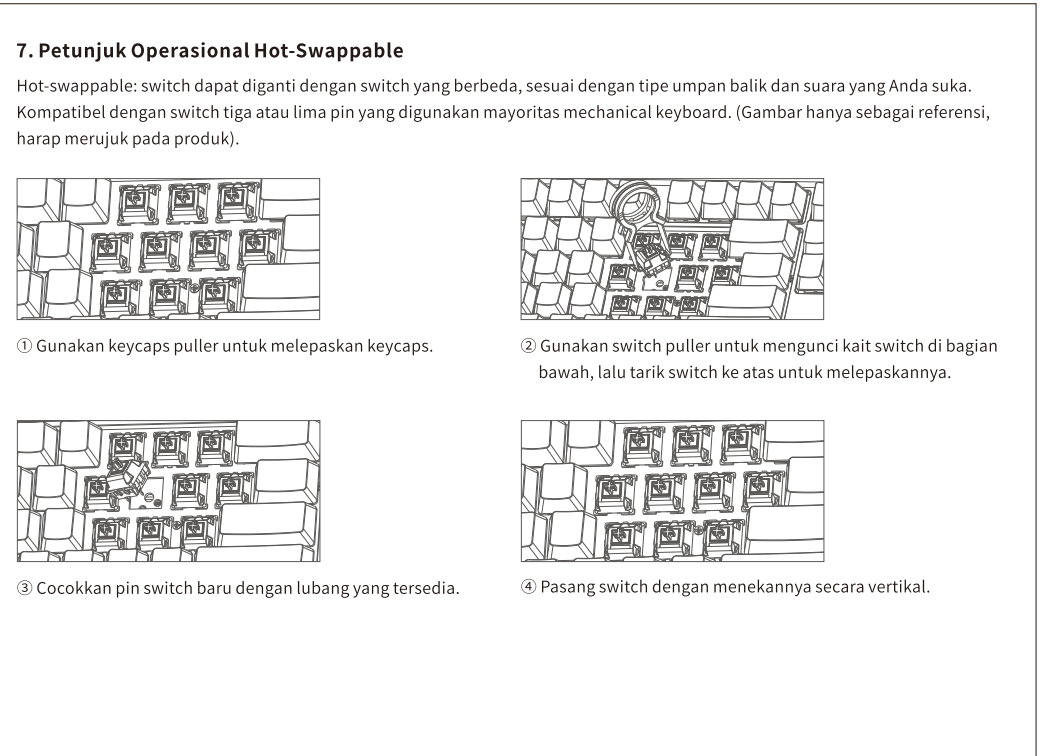 7. Petunjuk Operasional Hot-Swappable
Hot-swappable: switch dapat diganti dengan switch yang berbeda, sesuai dengan tipe umpan balik dan suara yang Anda suka.
Kompatibel dengan switch tiga atau lima pin yang digunakan mayoritas mechanical keyboard. (Gambar hanya sebagai referensi,
harap merujuk pada produk).
① Gunakan keycaps puller untuk melepaskan keycaps.
② Gunakan switch puller untuk mengunci kait switch di bagian
bawah, lalu tarik switch ke atas untuk melepaskannya.
③ Cocokkan pin switch baru dengan lubang yang tersedia.
④ Pasang switch dengan menekannya secara vertikal.